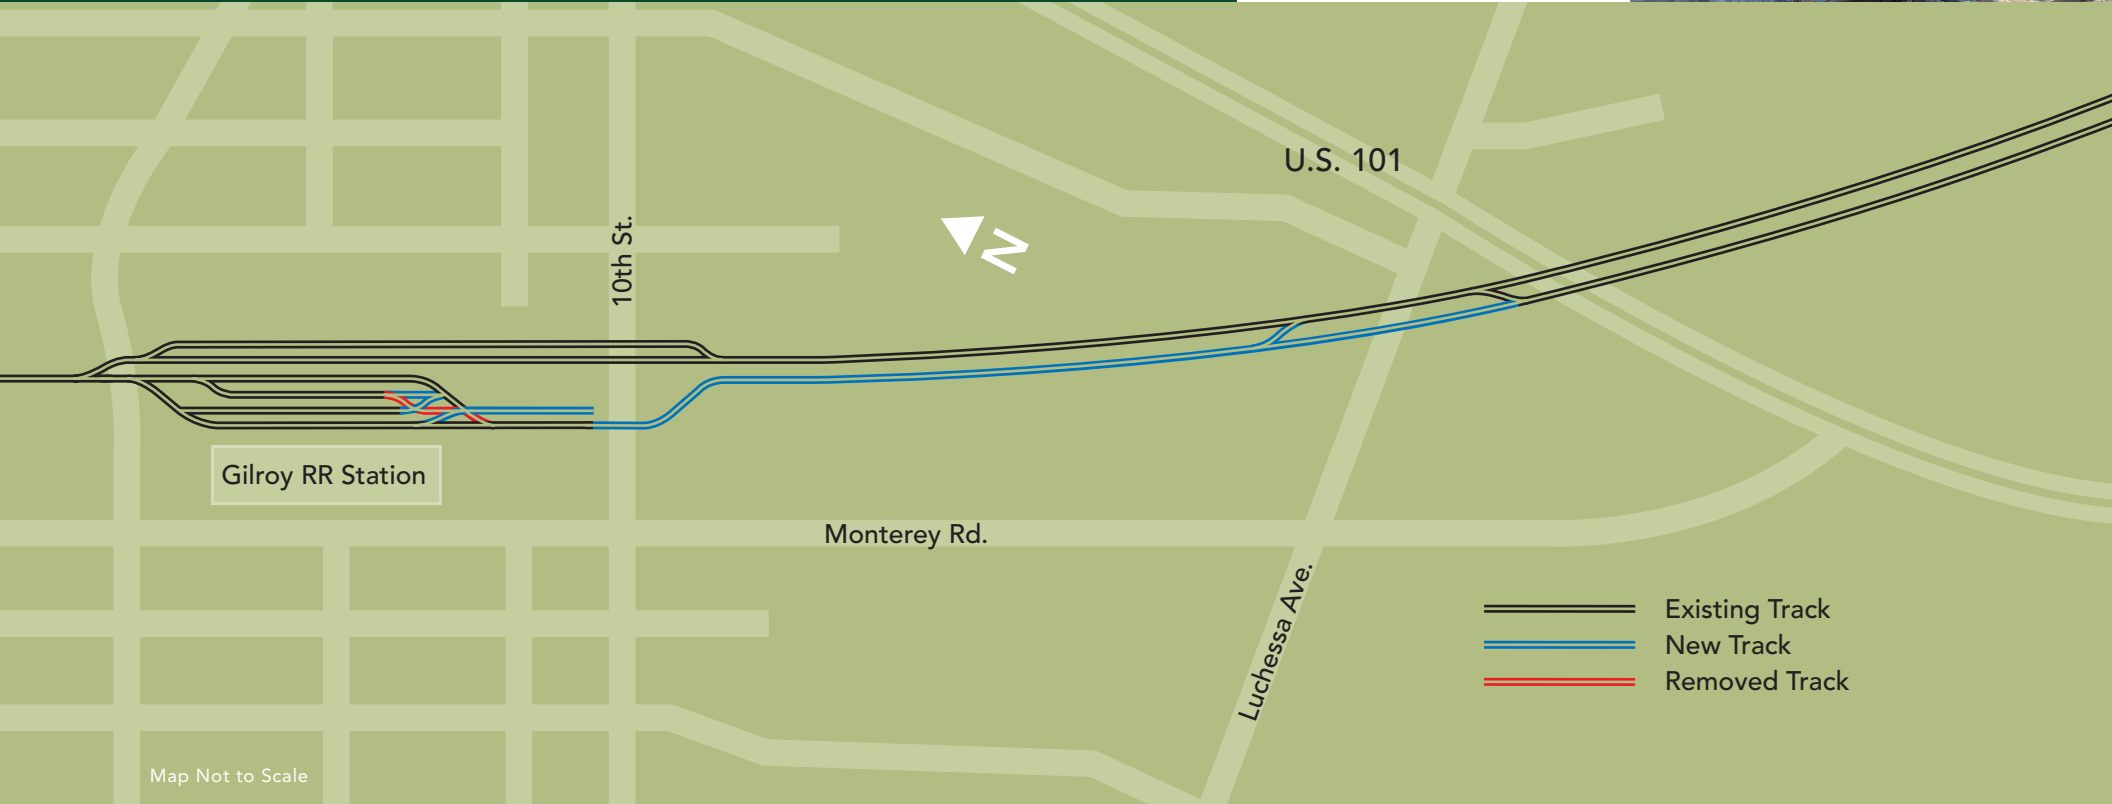 U.S. 101
10th St.
N
Gilroy RR Station
Monterey Rd.
Luchessa Ave.
Existing Track
New Track
Removed Track
Map Not to Scale